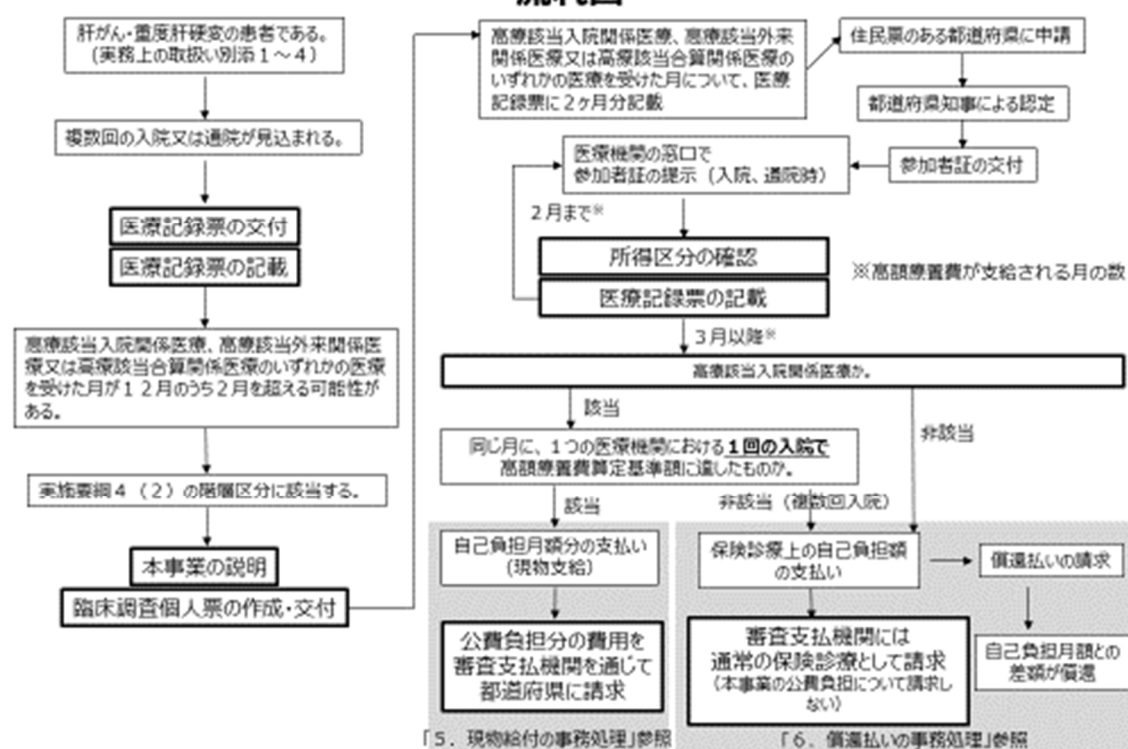 肝がん・重度肝硬変の患者である。
(実務上の取扱い別添１～４)
複数回の入院又は通院が見込まれる。
医療記録票の交付
医療記録票の記載
高療該当入院関係医療、高療該当外来関係医
療又は高療該当合算関係医療のいずれかの医療
を受けた月が１２月のうち２月を超える可能性が
ある。
実施要綱４（２）の階層区分に該当する。
本事業の説明
臨床調査個人票の作成・交付
高療該当入院関係医療、高療該当外来
関係医療又は高療該当合算関係医療の
いずれかの医療を受けた月について、医療
記録票に２ヶ月分記載
住民票のある都道府県に申請
都道府県知事による認定
参加者証の交付
医療機関の窓口で
参加者証の提示（入院、通院時）
２月まで※
所得区分の確認
医療記録票の記載
※高額療養費が支給される月の数
３月以降※
高療該当入院関係医療か。
該当
非該当
同じ月に、１つの医療機関における１回の入院で
高額療養費算定基準額に達したものか。
該当
非該当（複数回入院）
自己負担月額分の支払い
(現物支給)
公費負担分の費用を
審査支払機関を通じて
都道府県に請求
「５．現物給付の事務処理」参照
保険診療上の自己負担額
の支払い
償還払いの請求
審査支払機関には
通常の保険診療として請求
（本事業の公費負担について請求し
ない）
自己負担月額との
差額が償還
「６．償還払いの事務処理」参照